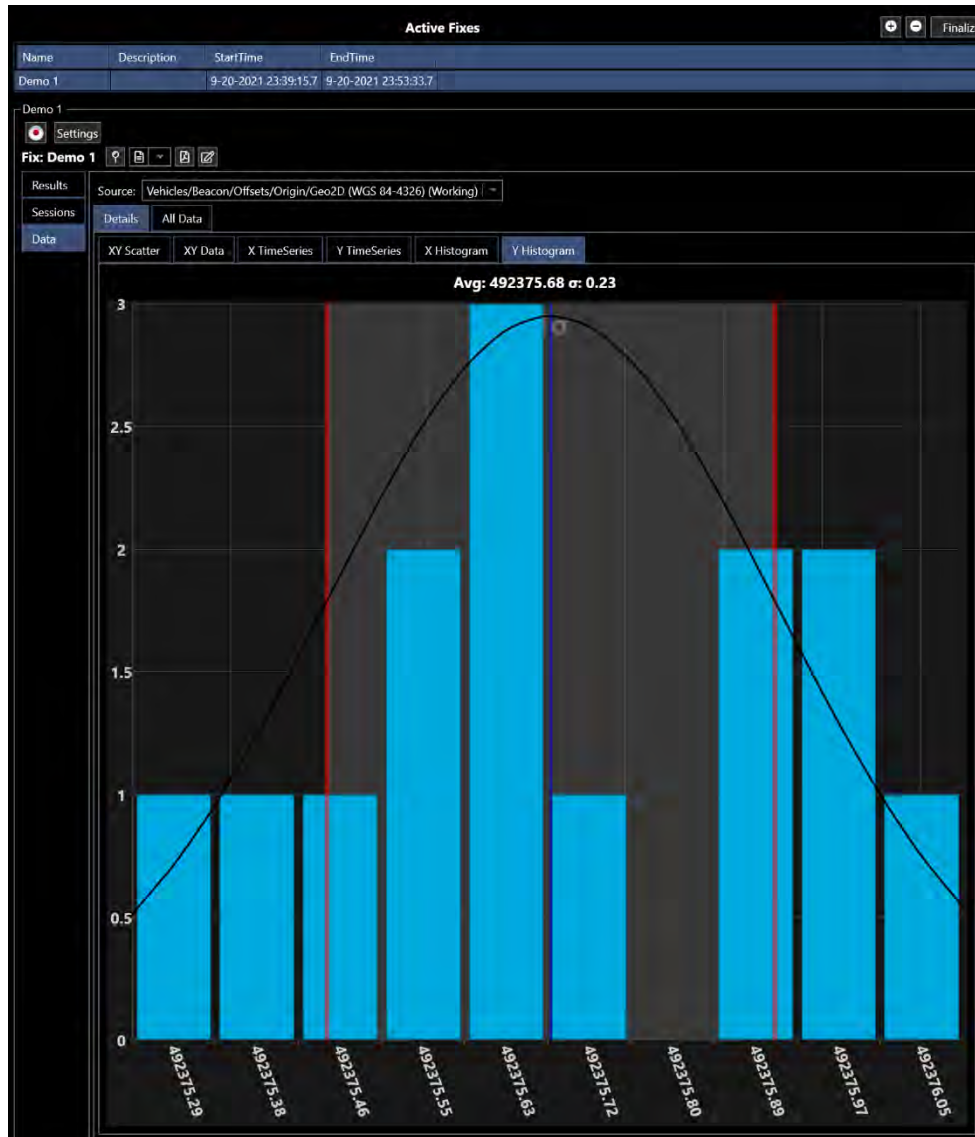 Active Fixes
Finaliz
Name Description StartTime EndTime
Demo 1 9-20-2021 23:39:15.7 9-20-2021 23:53:33.7
Demo 1
Settings
Fix: Demo 1
Results
Sessions
Data
Source: Vehicles/Beacon/Offsets/Origin/Geo2D (WGS 84-4326) (Working)
Details All Data
XY Scatter XY Data X TimeSeries Y TimeSeries X Histogram Y Histogram
Avg: 492375.68 σ: 0.23
3
2.5
2
1.5
1
0.5
0
492375.29 492375.38 492375.46 492375.55 492375.63 492375.72 492375.80 492375.89 492375.97 492376.05